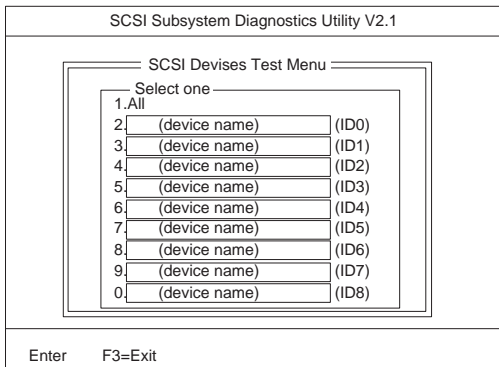 SCSI Subsystem Diagnostics Utility V2.1
SCSI Devises Test Menu
Select one
1.All
2. (device name) (ID0)
3. (device name) (ID1)
4. (device name) (ID2)
5. (device name) (ID3)
6. (device name) (ID4)
7. (device name) (ID5)
8. (device name) (ID6)
9. (device name) (ID7)
0. (device name) (ID8)
Enter F3=Exit